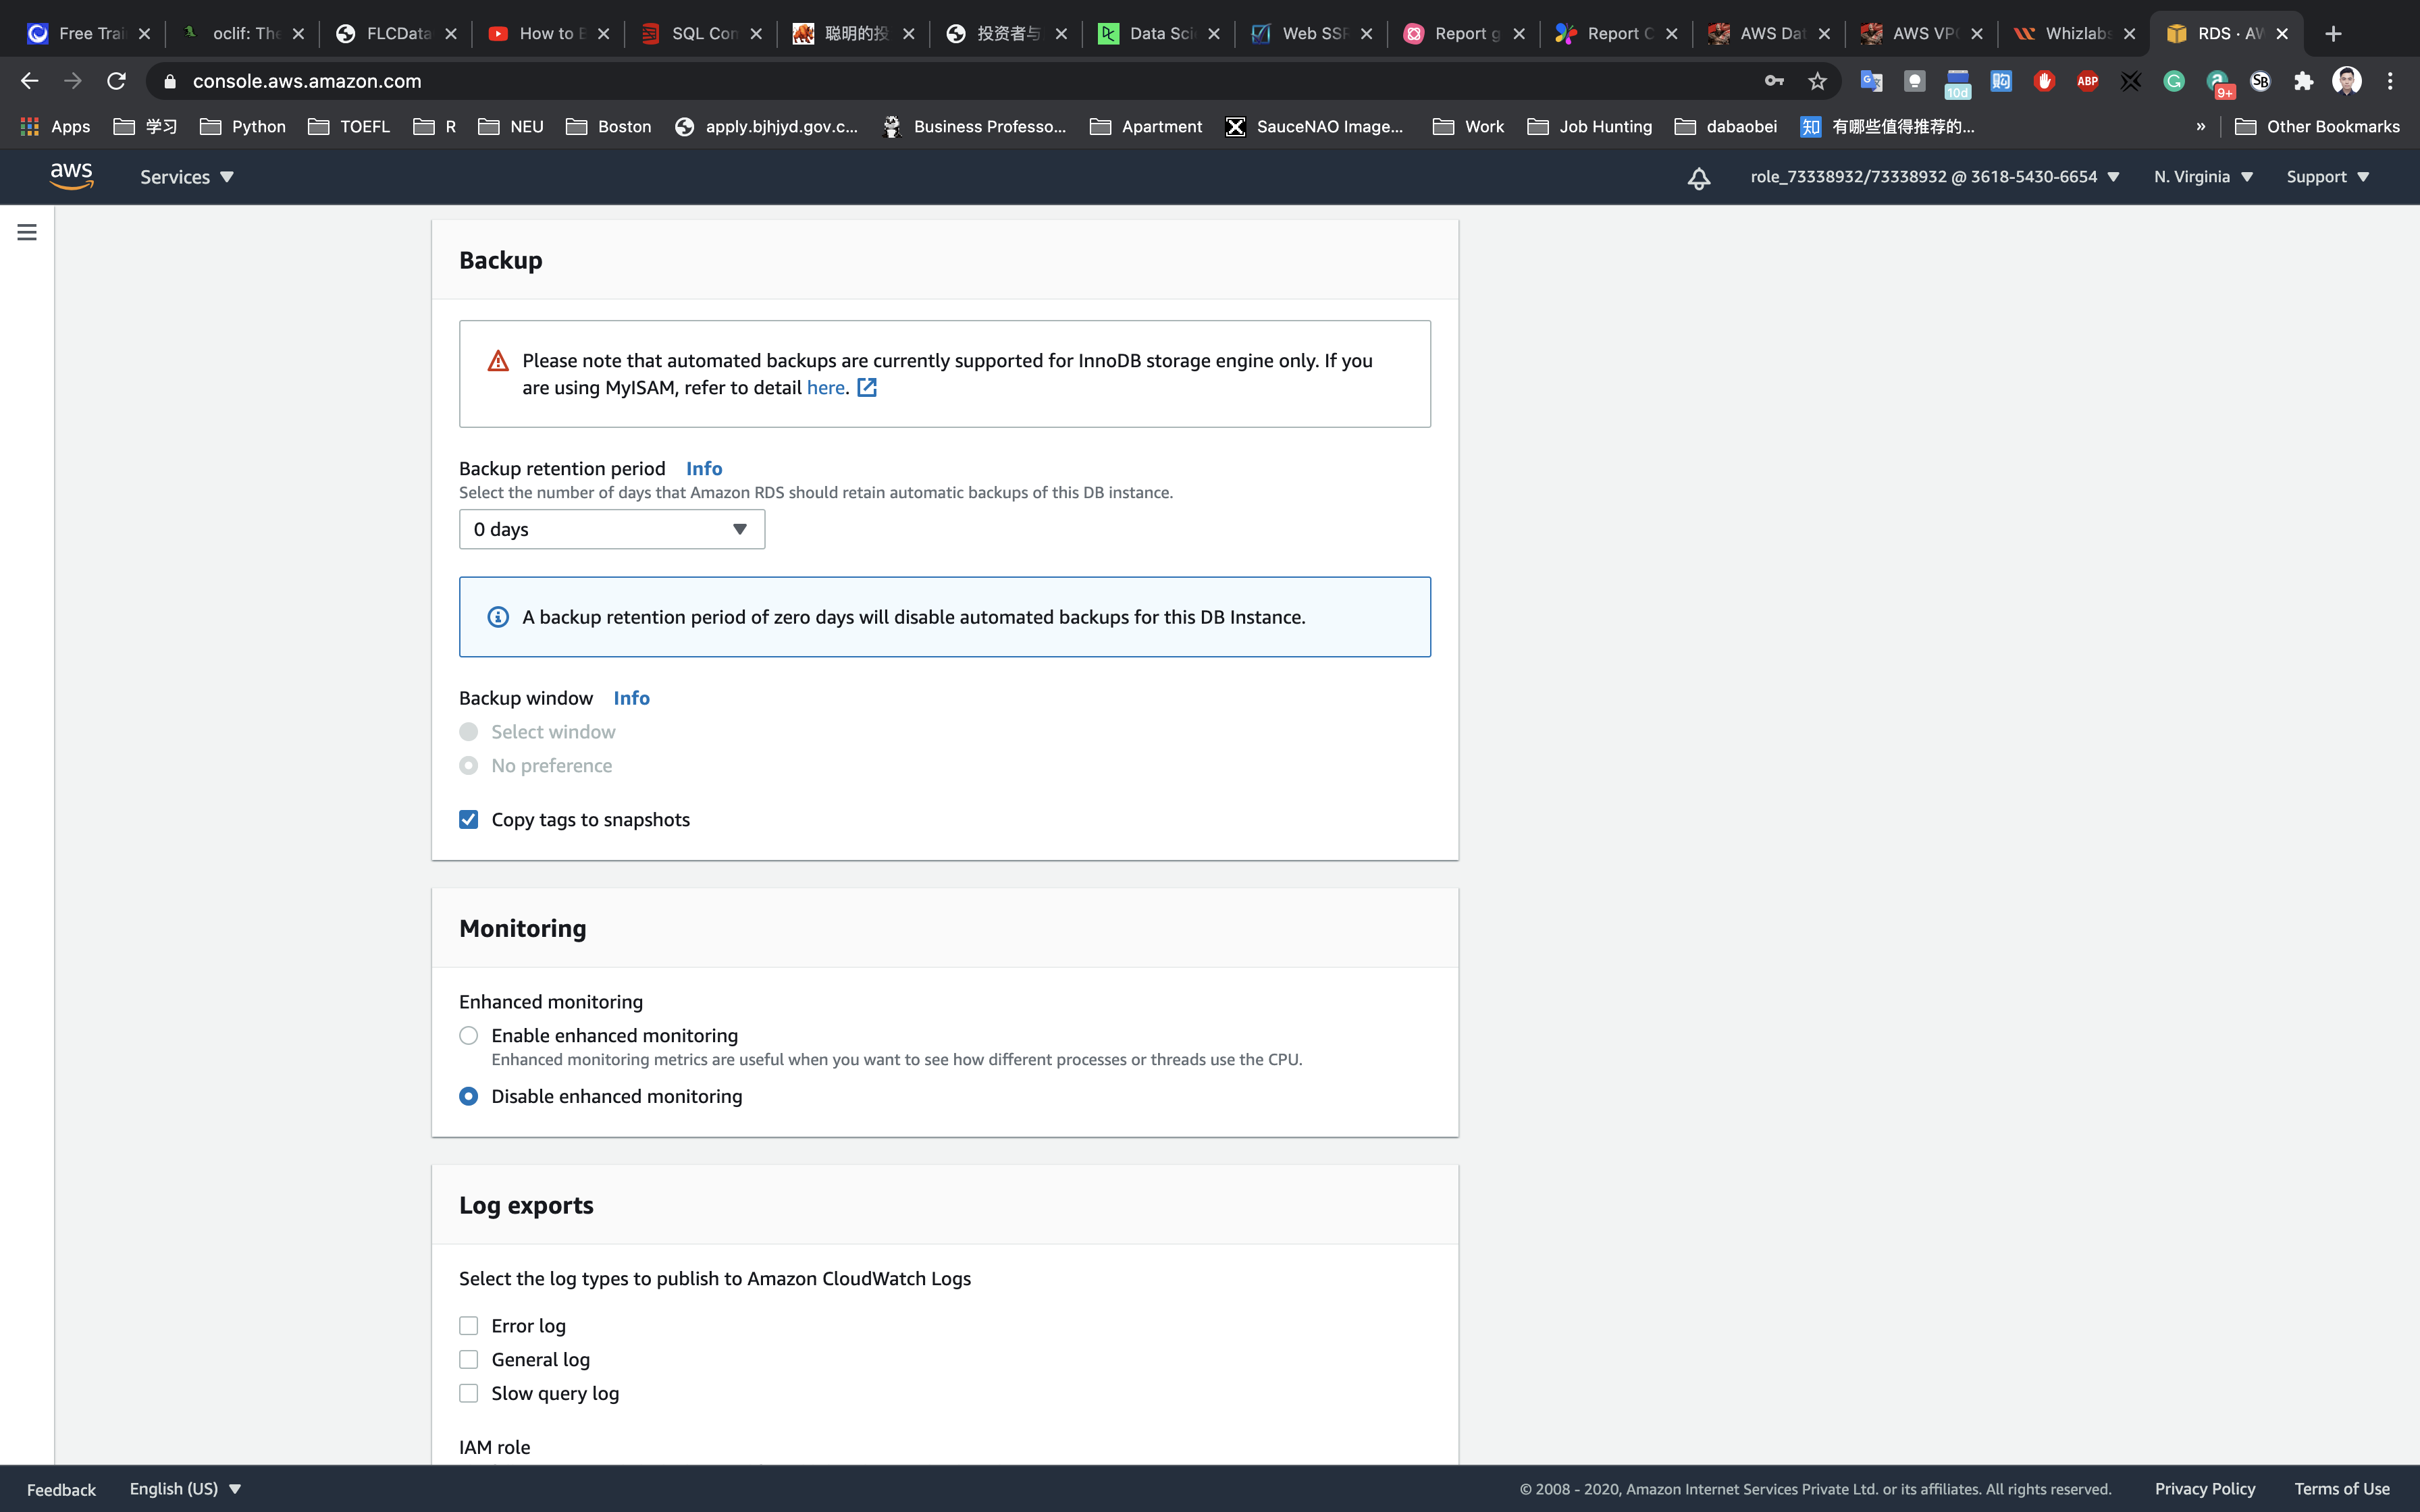 Free Trai
oclif: The
FLCData
How to B
SQL Con
聪明的投
投资者与
Data Sci
Web SSR
Report g
Report C
AWS Dat
AWS VPC
Whizlabs
RDS · AW
console.aws.amazon.com
10d
ABP
9+
SB
Apps
学习
Python
TOEFL
R
NEU
Boston
apply.bjhjyd.gov.c...
Business Professo...
Apartment
SauceNAO Image...
Work
Job Hunting
dabaobei
知 有哪些值得推荐的...
»
Other Bookmarks
aws
Services
role_73338932/73338932 @ 3618-5430-6654
N. Virginia
Support
Backup
Please note that automated backups are currently supported for InnoDB storage engine only. If you
are using MyISAM, refer to detail here.
Backup retention period Info
Select the number of days that Amazon RDS should retain automatic backups of this DB instance.
0 days
A backup retention period of zero days will disable automated backups for this DB Instance.
Backup window Info
Select window
No preference
Copy tags to snapshots
Monitoring
Enhanced monitoring
Enable enhanced monitoring
Enhanced monitoring metrics are useful when you want to see how different processes or threads use the CPU.
Disable enhanced monitoring
Log exports
Select the log types to publish to Amazon CloudWatch Logs
Error log
General log
Slow query log
IAM role
Feedback
English (US)
© 2008 - 2020, Amazon Internet Services Private Ltd. or its affiliates. All rights reserved.
Privacy Policy
Terms of Use